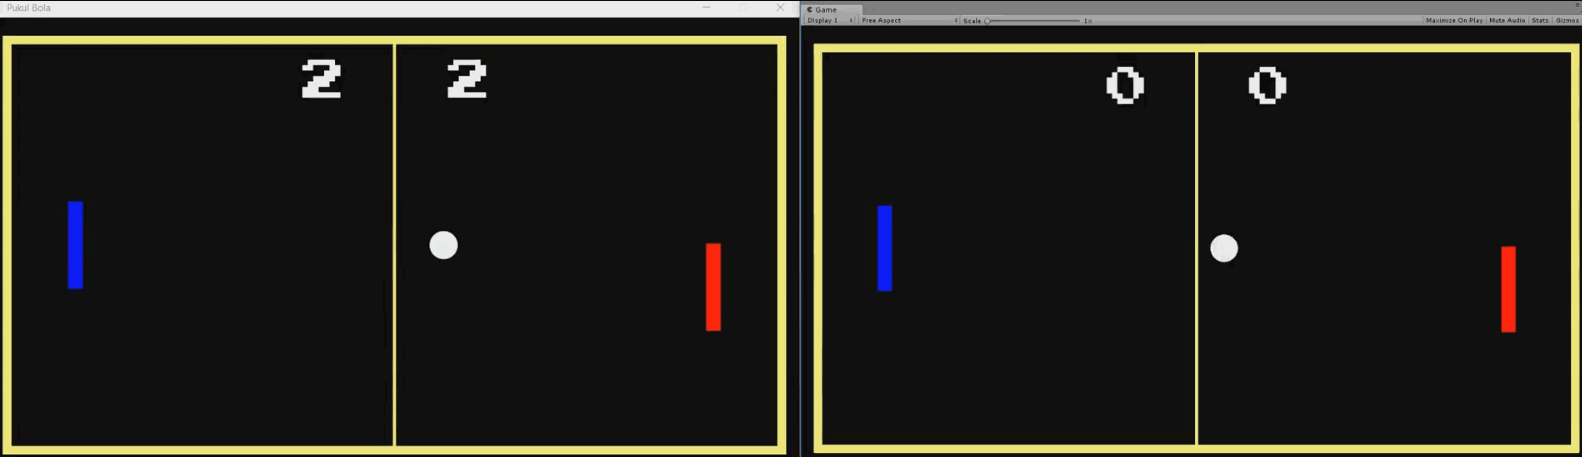 Pukul Bola
2 2
Game
Display 1 Free Aspect Scale 1x Maximize On Play Mute Audio Stats Gizmos
0 0